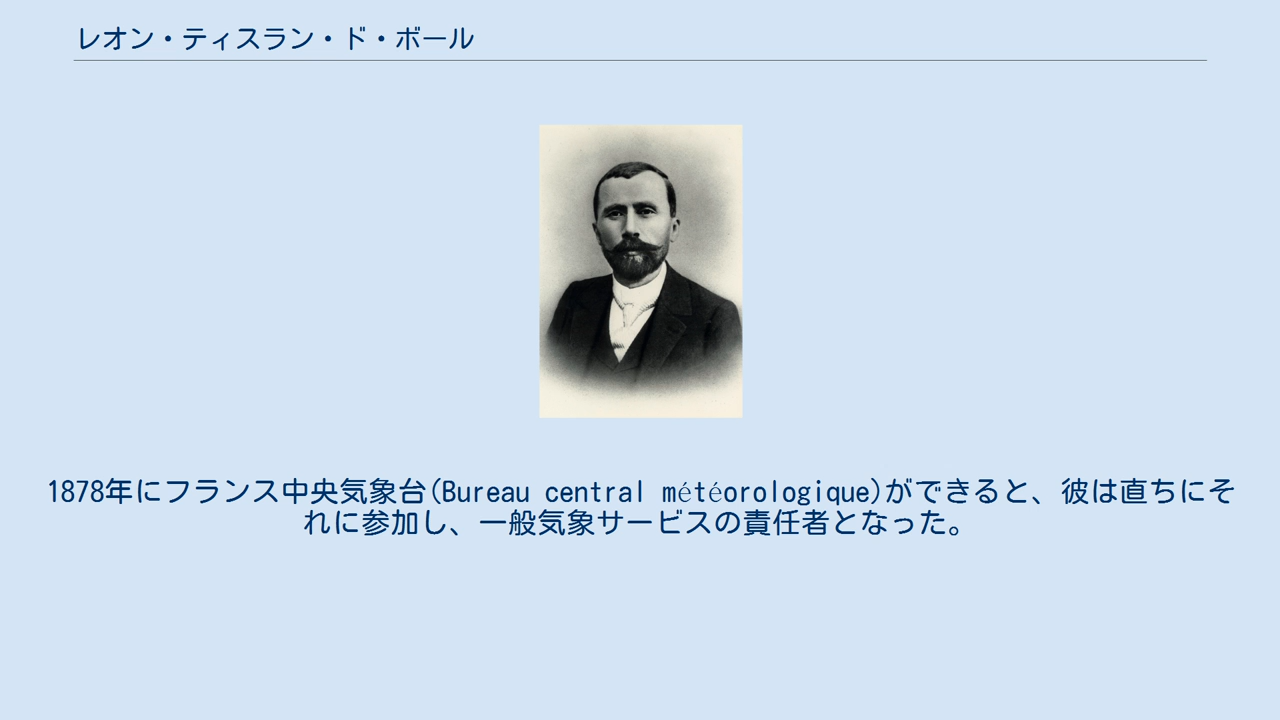 レオン・ティスラン・ド・ボール
1878年にフランス中央気象台(Bureau central météorologique)ができると、彼は直ちにそ
れに参加し、一般気象サービスの責任者となった。